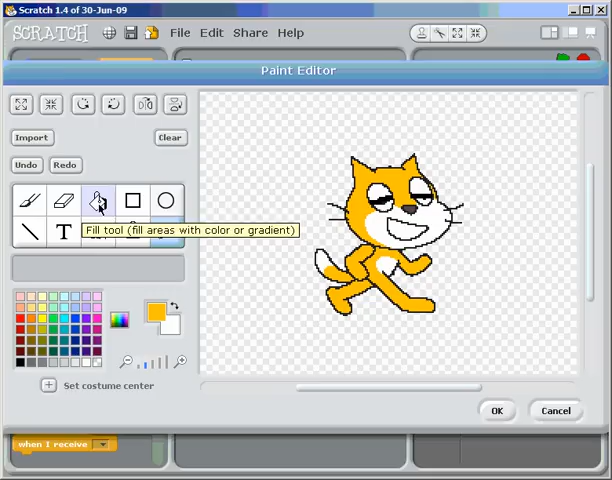 Scratch 1.4 of 30-Jun-09
SCRATCH File Edit Share Help
Paint Editor
Import Clear
Undo Redo
T
Fill tool (fill areas with color or gradient)
Set costume center
OK Cancel
when I receive